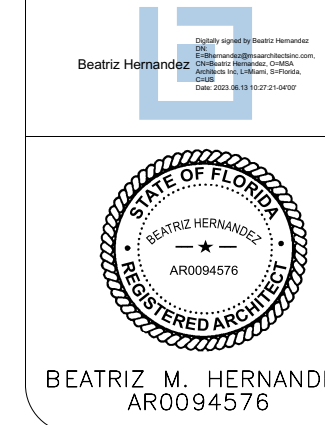 Beatriz Hernandez
Digitally signed by Beatriz Hernandez
DN:
E=Bhernandez@msaarchitectsinc.com,
CN=Beatriz Hernandez, O=MSA
Architects Inc, L=Miami, S=Florida,
C=US
Date: 2023.06.13 10:27:21-04'00'
STATE OF FLORIDA
BEATRIZ HERNANDEZ
AR0094576
REGISTERED ARCHITECT
BEATRIZ M. HERNAND
AR0094576